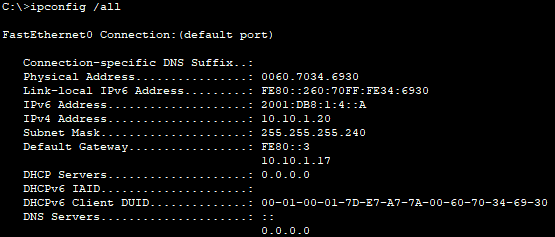 C:\>ipconfig /all
FastEthernet0 Connection:(default port)
Connection-specific DNS Suffix..:
Physical Address................: 0060.7034.6930
Link-local IPv6 Address.........: FE80::260:70FF:FE34:6930
IPv6 Address....................: 2001:DB8:1:4::A
IPv4 Address....................: 10.10.1.20
Subnet Mask.....................: 255.255.255.240
Default Gateway.................: FE80::3
10.10.1.17
DHCP Servers....................: 0.0.0.0
DHCPv6 IAID.....................:
DHCPv6 Client DUID..............: 00-01-00-01-7D-E7-A7-7A-00-60-70-34-69-30
DNS Servers.....................: ::
0.0.0.0